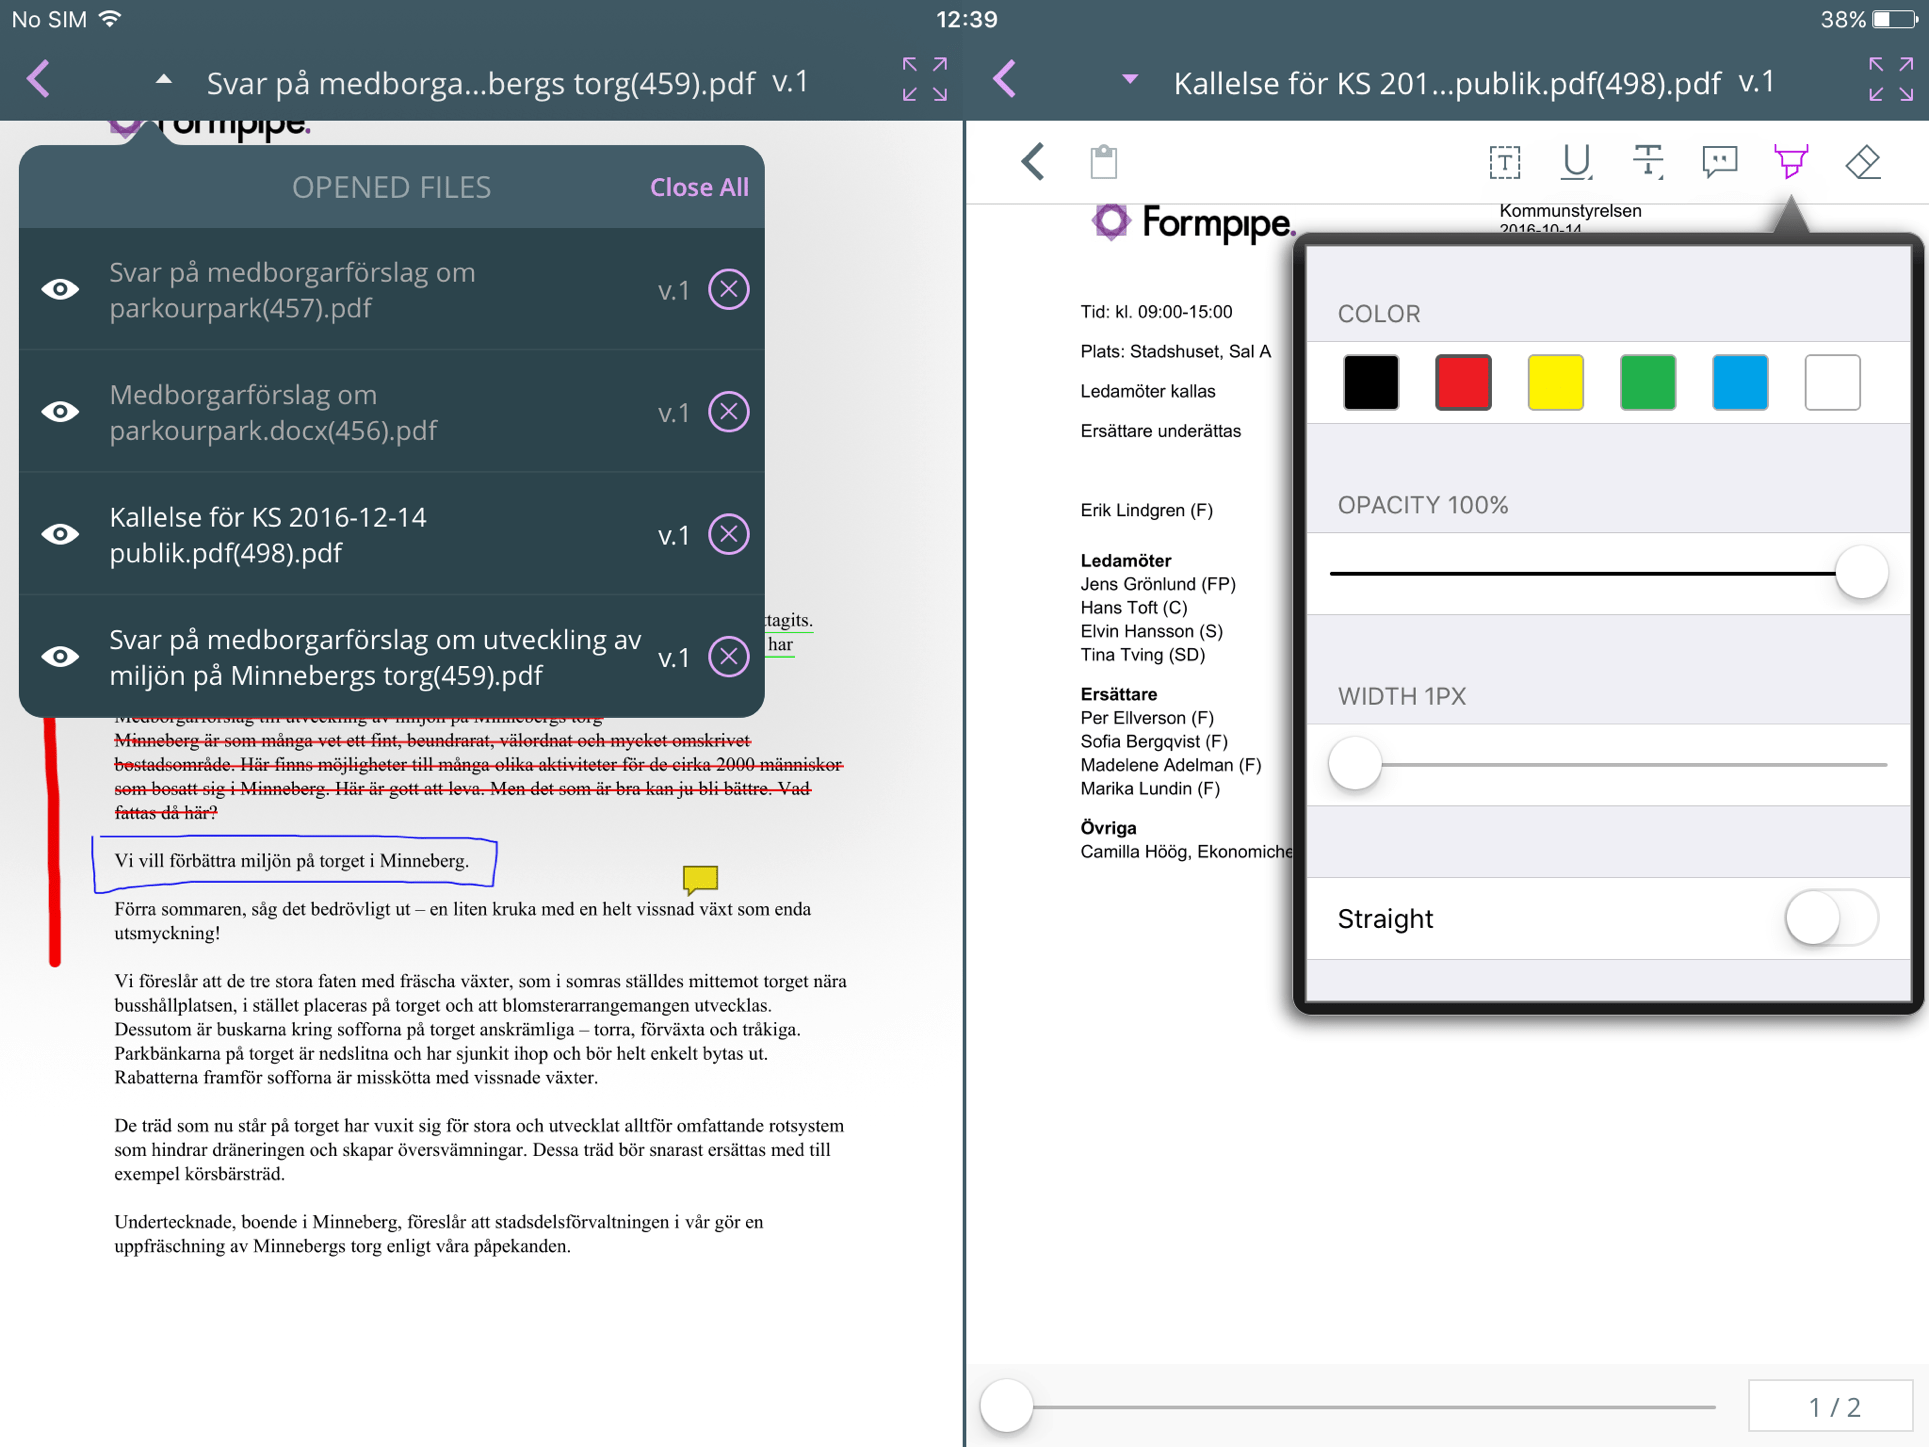 No SIM
12:39
38%
Svar på medborga...bergs torg(459).pdf v.1
Formpipe.
OPENED FILES
Close All
Svar på medborgarförslag om
parkourpark(457).pdf
v.1
Medborgarförslag om
parkourpark.docx(456).pdf
v.1
Kallelse för KS 2016-12-14
publik.pdf(498).pdf
v.1
Svar på medborgarförslag om utveckling av
miljön på Minnebergs torg(459).pdf
v.1
ttagits.
har
Medborgarförslag till utveckling av miljön på Minnebergs torg
Minneberg är som många vet ett fint, beundrarat, välordnat och mycket omskrivet
bostadsområde. Här finns möjligheter till många olika aktiviteter för de cirka 2000 människor
som bosatt sig i Minneberg. Här är gott att leva. Men det som är bra kan ju bli bättre. Vad
fattas då här?
Vi vill förbättra miljön på torget i Minneberg.
Förra sommaren, såg det bedrövligt ut – en liten kruka med en helt vissnad växt som enda
utsmyckning!
Vi föreslår att de tre stora faten med fräscha växter, som i somras ställdes mittemot torget nära
busshållplatsen, i stället placeras på torget och att blomsterarrangemangen utvecklas.
Dessutom är buskarna kring sofforna på torget anskrämliga – torra, förväxta och tråkiga.
Parkbänkarna på torget är nedslitna och har sjunkit ihop och bör helt enkelt bytas ut.
Rabatterna framför sofforna är misskötta med vissnade växter.
De träd som nu står på torget har vuxit sig för stora och utvecklat alltför omfattande rotsystem
som hindrar dräneringen och skapar översvämningar. Dessa träd bör snarast ersättas med till
exempel körsbärsträd.
Undertecknade, boende i Minneberg, föreslår att stadsdelsförvaltningen i vår gör en
uppfräschning av Minnebergs torg enligt våra påpekanden.
Kallelse för KS 201...publik.pdf(498).pdf v.1
Formpipe.
Kommunstyrelsen
2016-10-14
Tid: kl. 09:00-15:00
Plats: Stadshuset, Sal A
Ledamöter kallas
Ersättare underättas
Erik Lindgren (F)
Ledamöter
Jens Grönlund (FP)
Hans Toft (C)
Elvin Hansson (S)
Tina Tving (SD)
Ersättare
Per Ellverson (F)
Sofia Bergqvist (F)
Madelene Adelman (F)
Marika Lundin (F)
Övriga
Camilla Höög, Ekonomiche
COLOR
OPACITY 100%
WIDTH 1PX
Straight
1 / 2